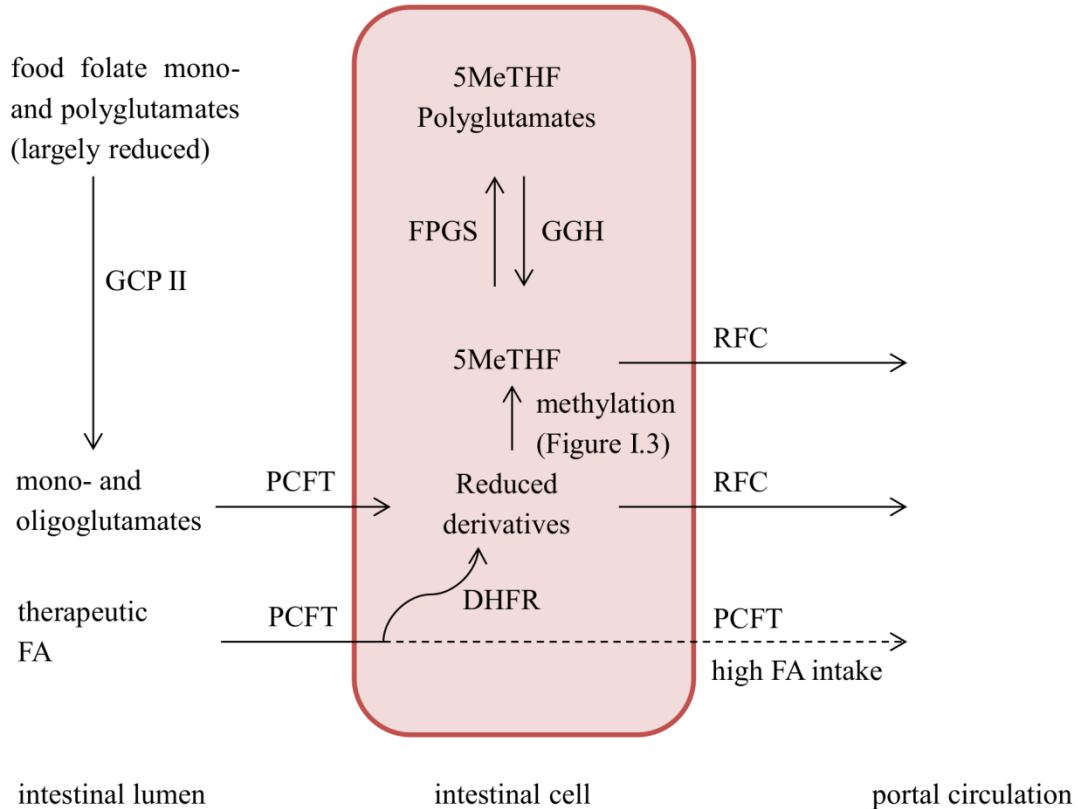 food folate mono-
and polyglutamates
(largely reduced)
5MeTHF
Polyglutamates
FPGS
GGH
GCP II
5MeTHF
RFC
methylation
(Figure I.3)
mono- and
oligoglutamates
PCFT
Reduced
derivatives
RFC
therapeutic
FA
PCFT
DHFR
PCFT
high FA intake
intestinal lumen
intestinal cell
portal circulation